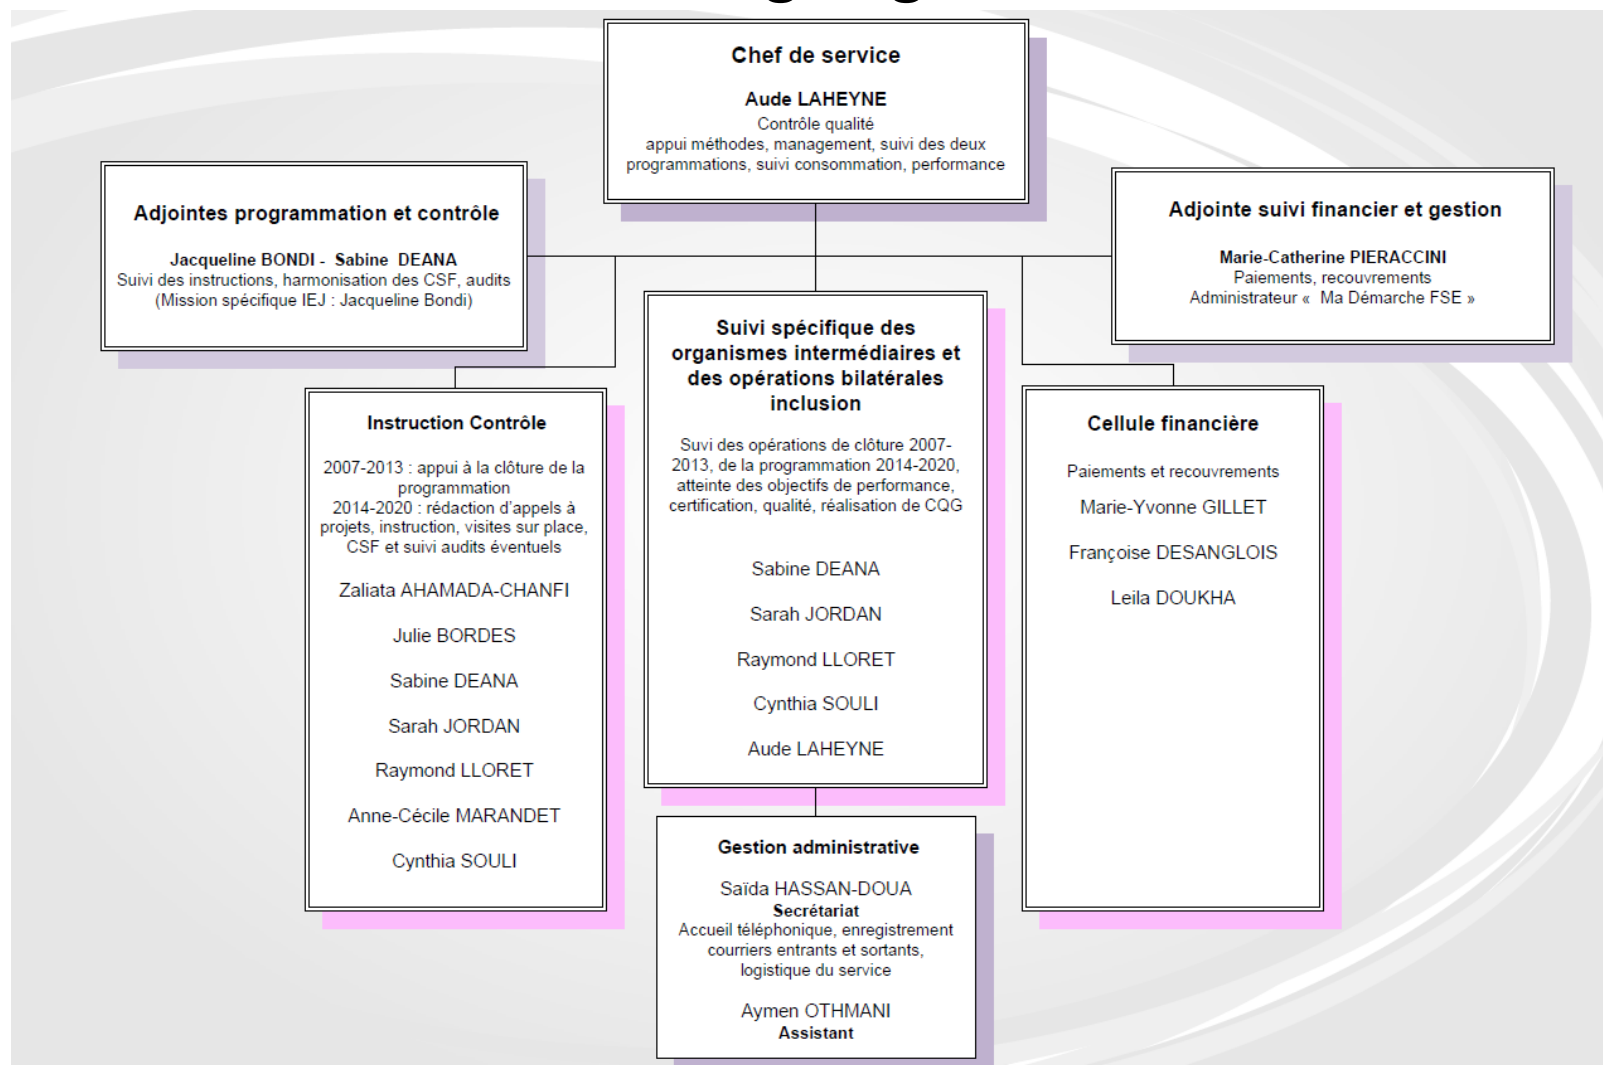 Chef de service
Aude LAHEYNE
Contrôle qualité
appui méthodes, management, suivi des deux
programmations, suivi consommation, performance
Adjointes programmation et contrôle
Jacqueline BONDI - Sabine DEANA
Suivi des instructions, harmonisation des CSF, audits
(Mission spécifique IEJ : Jacqueline Bondi)
Adjointe suivi financier et gestion
Marie-Catherine PIERACCINI
Paiements, recouvrements
Administrateur « Ma Démarche FSE »
Instruction Contrôle
2007-2013 : appui à la clôture de la
programmation
2014-2020 : rédaction d'appels à
projets, instruction, visites sur place,
CSF et suivi audits éventuels
Zaliata AHAMADA-CHANFI
Julie BORDES
Sabine DEANA
Sarah JORDAN
Raymond LLORET
Anne-Cécile MARANDET
Cynthia SOULI
Suivi spécifique des
organismes intermédiaires et
des opérations bilatérales
inclusion
Suvi des opérations de clôture 2007-
2013, de la programmation 2014-2020,
atteinte des objectifs de performance,
certification, qualité, réalisation de CQG
Sabine DEANA
Sarah JORDAN
Raymond LLORET
Cynthia SOULI
Aude LAHEYNE
Cellule financière
Paiements et recouvrements
Marie-Yvonne GILLET
Françoise DESANGLOIS
Leila DOUKHA
Gestion administrative
Saïda HASSAN-DOUA
Secrétariat
Accueil téléphonique, enregistrement
courriers entrants et sortants,
logistique du service
Aymen OTHMANI
Assistant